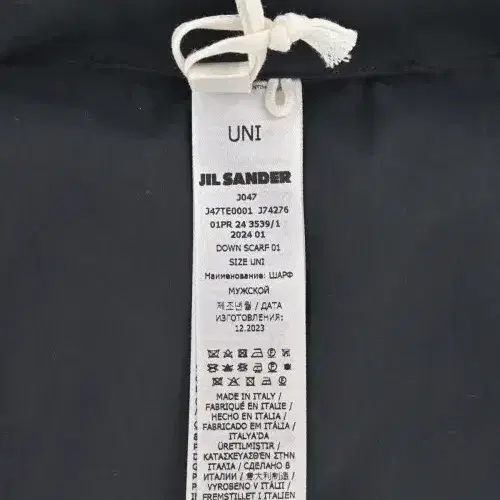 UNI
JIL SANDER
J047
J47TE0001 J74276
01PR 24 3539/1
2024 01
DOWN SCARF 01
SIZE UNI
Наименование: ШАРФ
МУЖСКОЙ
제조년월 / ДАТА
ИЗГОТОВЛЕНИЯ:
12.2023
MADE IN ITALY /
FABRIQUÉ EN ITALIE /
HECHO EN ITALIA /
FABRICADO EM ITÁLIA /
ITALYA'DA
ÜRETILMIŞTIR /
ΚΑΤΑΣΚΕΥΑΣΘΕΝ ΣΤΗΝ
ΙΤΑΛΙΑ / СДЕЛАНО В
ИТАЛИИ / 意大利制造 /
VYROBENO V ITÁLII /
FREMSTILLET I ITALIEN